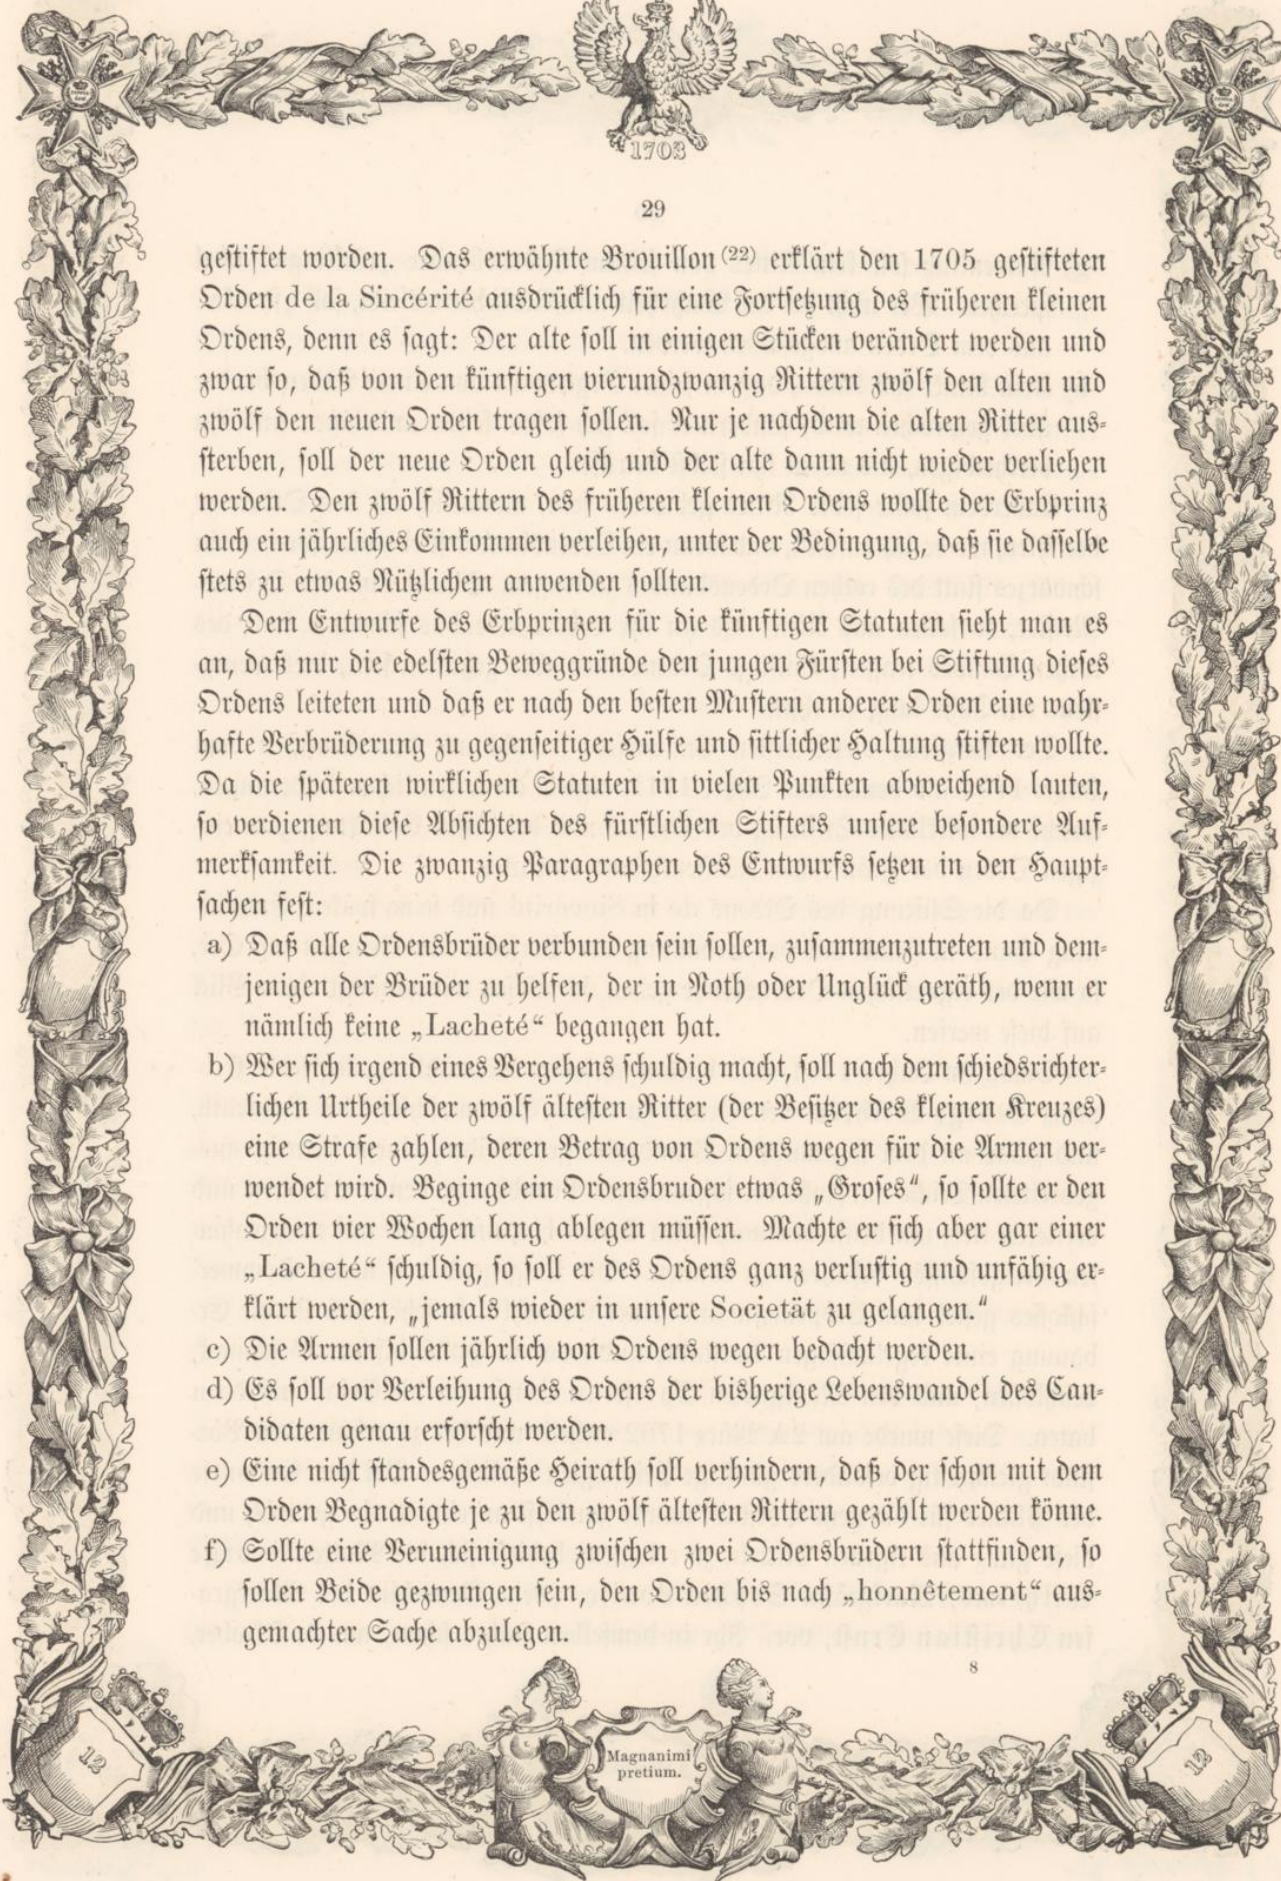 1703
29
gestiftet worden. Das erwähnte Brouillon (22) erklärt den 1705 gestifteten
Orden de la Sincérité ausdrücklich für eine Fortsetzung des früheren kleinen
Ordens, denn es sagt: Der alte soll in einigen Stücken verändert werden und
zwar so, daß von den künftigen vierundzwanzig Rittern zwölf den alten und
zwölf den neuen Orden tragen sollen. Nur je nachdem die alten Ritter aus-
sterben, soll der neue Orden gleich und der alte dann nicht wieder verliehen
werden. Den zwölf Rittern des früheren kleinen Ordens wollte der Erbprinz
auch ein jährliches Einkommen verleihen, unter der Bedingung, daß sie dasselbe
stets zu etwas Nützlichem anwenden sollten.
Dem Entwurfe des Erbprinzen für die künftigen Statuten sieht man es
an, daß nur die edelsten Beweggründe den jungen Fürsten bei Stiftung dieses
Ordens leiteten und daß er nach den besten Mustern anderer Orden eine wahr-
hafte Verbrüderung zu gegenseitiger Hülfe und sittlicher Haltung stiften wollte.
Da die späteren wirklichen Statuten in vielen Punkten abweichend lauten,
so verdienen diese Absichten des fürstlichen Stifters unsere besondere Auf-
merksamkeit. Die zwanzig Paragraphen des Entwurfs setzen in den Haupt-
sachen fest:
a) Daß alle Ordensbrüder verbunden sein sollen, zusammenzutreten und dem-
jenigen der Brüder zu helfen, der in Noth oder Unglück geräth, wenn er
nämlich keine „Lacheté“ begangen hat.
b) Wer sich irgend eines Vergehens schuldig macht, soll nach dem schiedsrichter-
lichen Urtheile der zwölf ältesten Ritter (der Besitzer des kleinen Kreuzes)
eine Strafe zahlen, deren Betrag von Ordens wegen für die Armen ver-
wendet wird. Beginge ein Ordensbruder etwas „Groses“, so sollte er den
Orden vier Wochen lang ablegen müssen. Machte er sich aber gar einer
„Lacheté“ schuldig, so soll er des Ordens ganz verlustig und unfähig er-
klärt werden, „jemals wieder in unsere Societät zu gelangen.“
c) Die Armen sollen jährlich von Ordens wegen bedacht werden.
d) Es soll vor Verleihung des Ordens der bisherige Lebenswandel des Can-
didaten genau erforscht werden.
e) Eine nicht standesgemäße Heirath soll verhindern, daß der schon mit dem
Orden Begnadigte je zu den zwölf ältesten Rittern gezählt werden könne.
f) Sollte eine Veruneinigung zwischen zwei Ordensbrüdern stattfinden, so
sollen Beide gezwungen sein, den Orden bis nach „honnêtement“ aus-
gemachter Sache abzulegen.
8
12
Magnanimi
pretium.